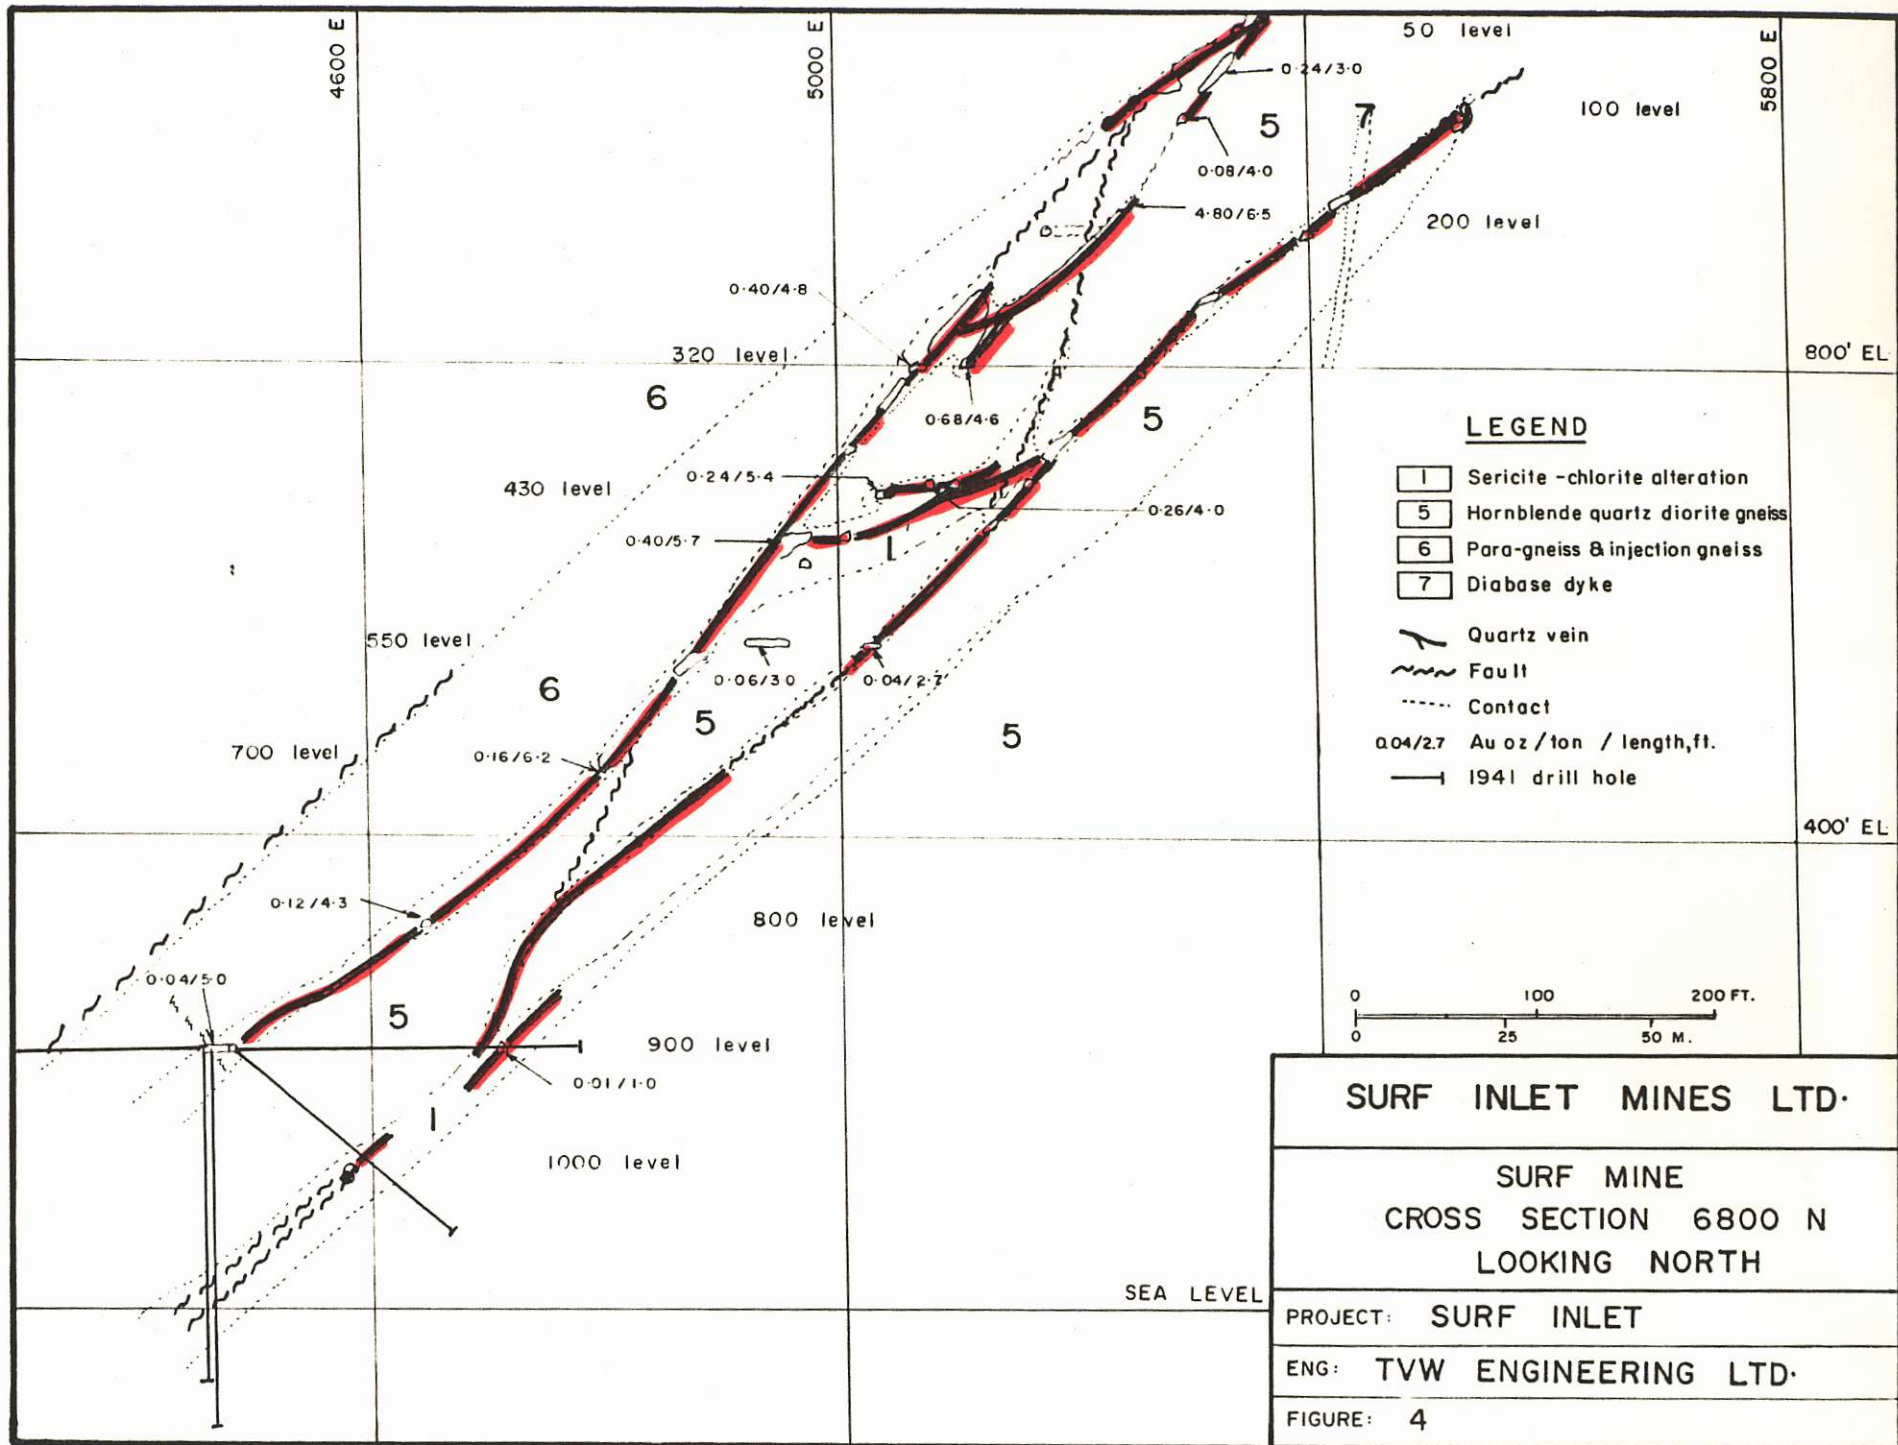 4600 E
5000 E
5800 E
50 level
0.24/3.0
5
7
100 level
0.08/4.0
4.80/6.5
200 level
D
0.40/4.8
320 level
800' EL.
6
0.68/4.6
5
0.24/5.4
430 level
0.26/4.0
0.40/5.7
1
D
550 level
0.06/3.0
0.04/2.7
6
5
5
700 level
0.16/6.2
400' EL.
0.12/4.3
800 level
0.04/5.0
5
900 level
0.01/1.0
1
1000 level
SEA LEVEL
LEGEND
1 Sericite -chlorite alteration
5 Hornblende quartz diorite gneiss
6 Para-gneiss & injection gneiss
7 Diabase dyke
Quartz vein
Fault
Contact
0.04/2.7 Au oz / ton / length, ft.
1941 drill hole
0 100 200 FT.
0 25 50 M.
SURF INLET MINES LTD.
SURF MINE
CROSS SECTION 6800 N
LOOKING NORTH
PROJECT: SURF INLET
ENG: TVW ENGINEERING LTD.
FIGURE: 4